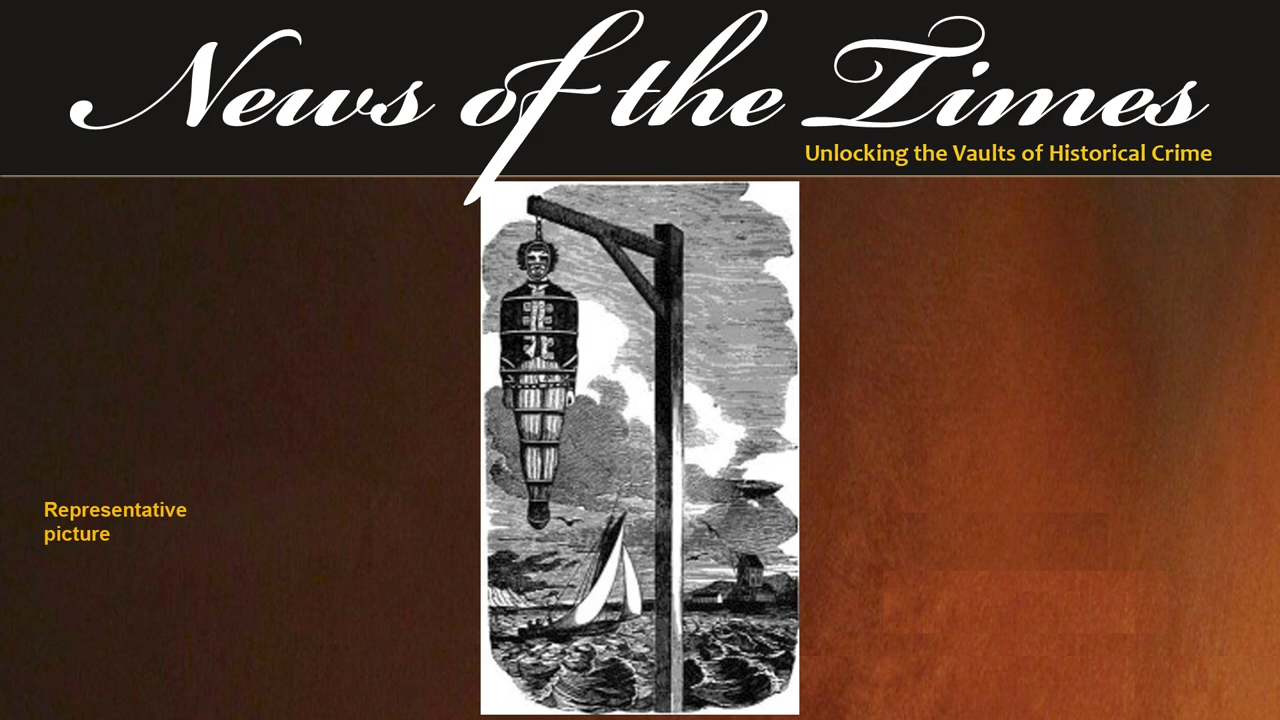 News of the Times
Unlocking the Vaults of Historical Crime
Representative
picture